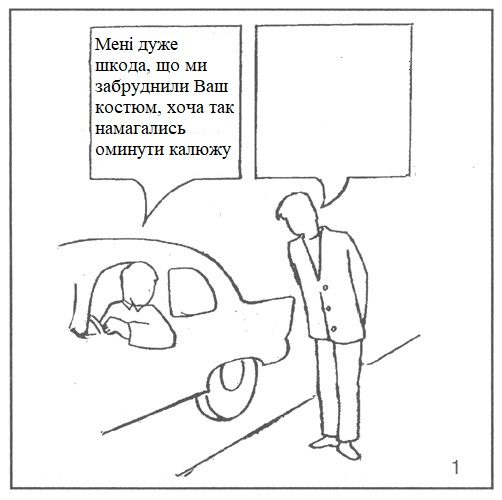 Мені дуже
шкода, що ми
забруднили Ваш
костюм, хоча так
намагались
оминути калюжу
1